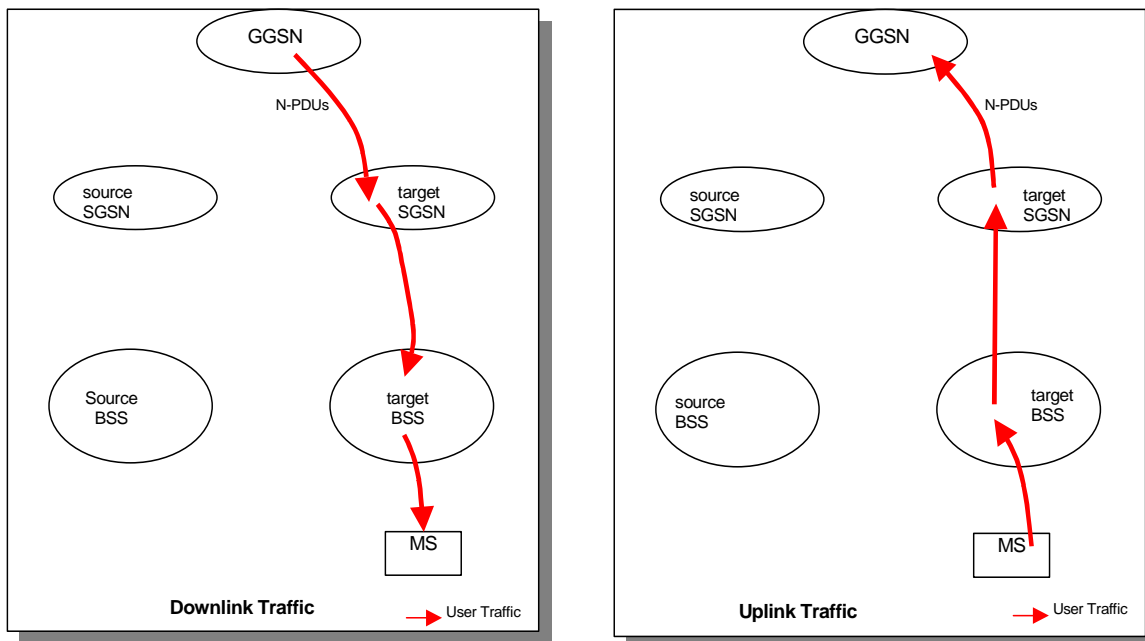 GGSN
N-PDUs
source
SGSN
target
SGSN
Source
BSS
target
BSS
MS
Downlink Traffic
User Traffic
GGSN
N-PDUs
source
SGSN
target
SGSN
source
BSS
target
BSS
MS
Uplink Traffic
User Traffic